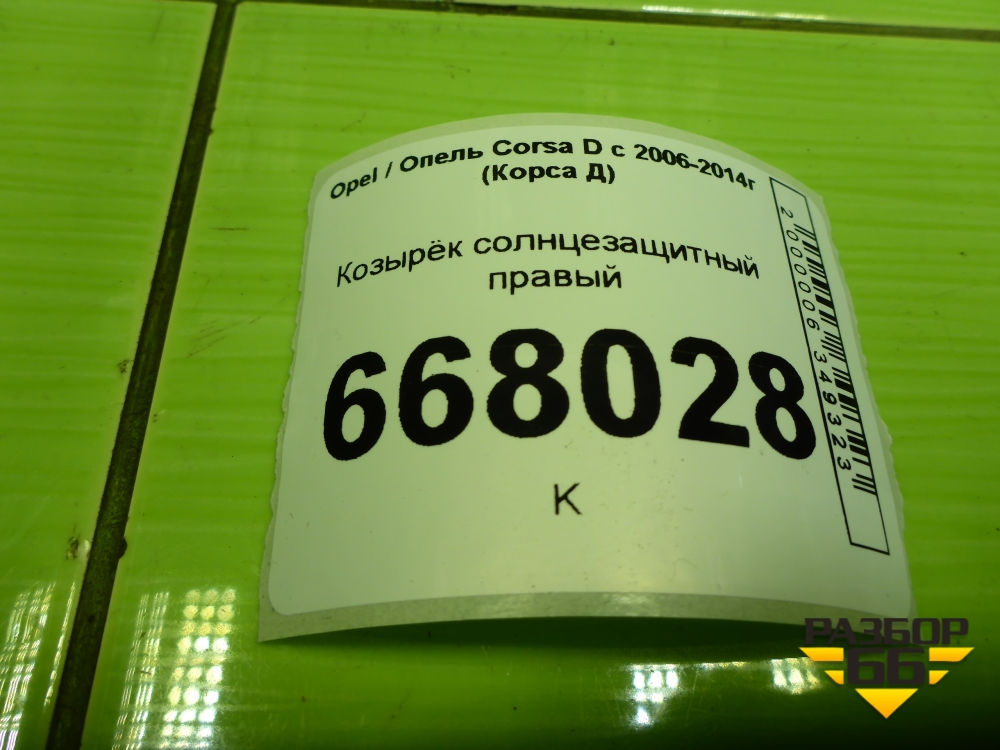 Opel / Опель Corsa D с 2006-2014г
(Корса Д)
Козырёк солнцезащитный
правый
668028
К
2000006349323
РАЗБОР
66